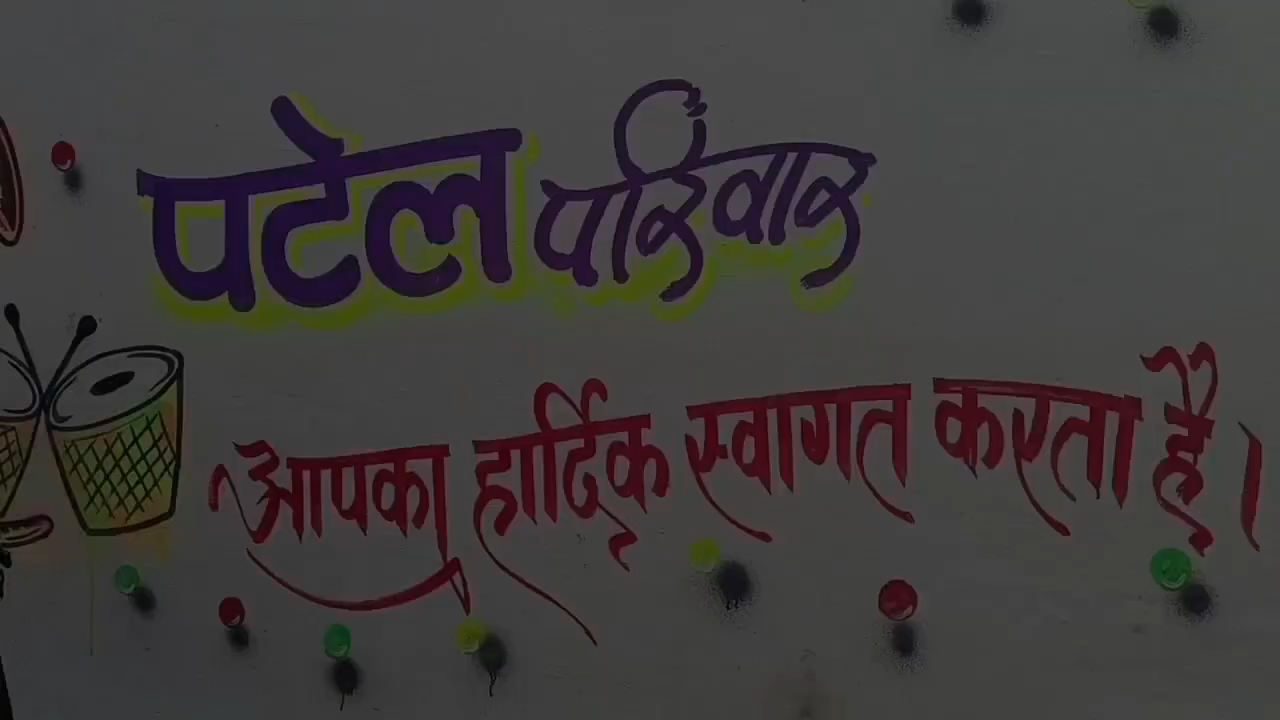 पटेल परिवार
आपका हार्दिक स्वागत करता है।